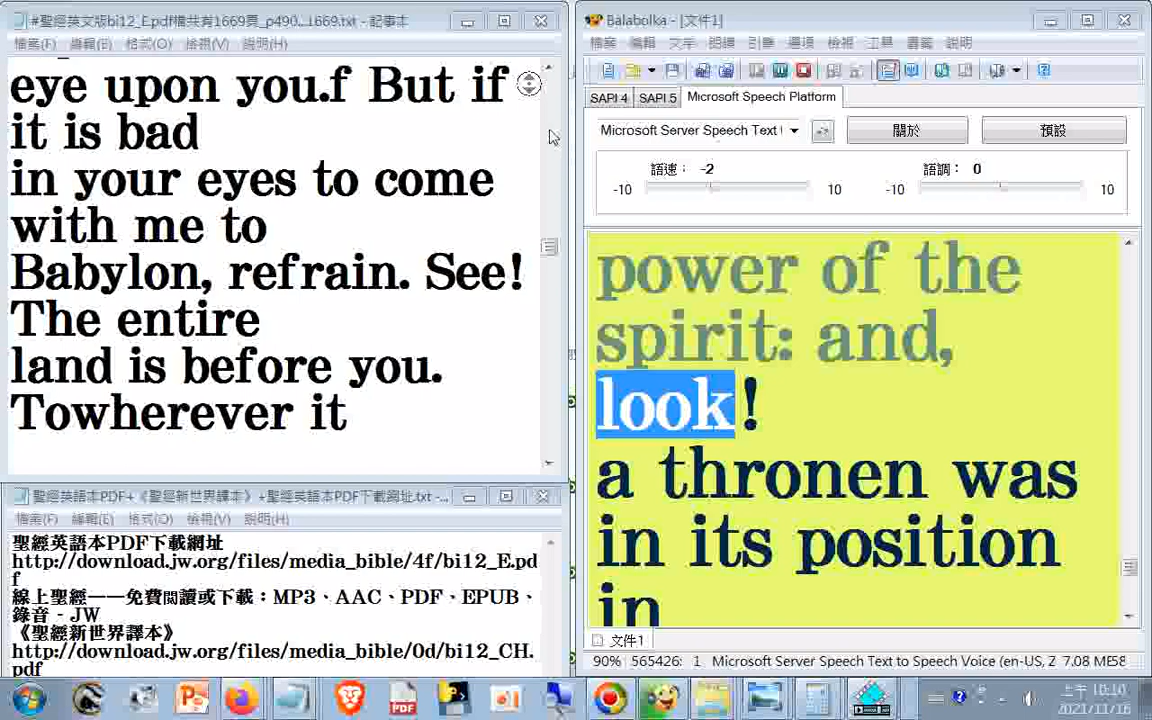 #聖經英文版bi12_E.pdf檔共有1669頁_p490...1669.txt - 記事本
檔案(F) 編輯(E) 格式(O) 檢視(V) 說明(H)
eye upon you.f But if
it is bad
in your eyes to come
with me to
Babylon, refrain. See!
The entire
land is before you.
Towherever it
聖經英語本PDF+《聖經新世界譯本》+聖經英語本PDF下載網址.txt - ...
檔案(F) 編輯(E) 格式(O) 檢視(V) 說明(H)
聖經英語本PDF下載網址
http://download.jw.org/files/media_bible/4f/bi12_E.pd
f
線上聖經——免費閱讀或下載：MP3、AAC、PDF、EPUB、
錄音 - JW
《聖經新世界譯本》
http://download.jw.org/files/media_bible/0d/bi12_CH.
pdf
Balabolka - [文件1]
檔案 編輯 文字 朗讀 引擎 選項 檢視 工具 書籤 說明
SAPI 4 SAPI 5 Microsoft Speech Platform
Microsoft Server Speech Text 關於 預設
語速： -2 語調： 0
-10 10 -10 10
power of the
spirit: and,
look!
a thronen was
in its position
in
文件1
90% 565426: 1 Microsoft Server Speech Text to Speech Voice (en-US, Z 7.08 ME58
PDF
上午 10:10
2021/11/16